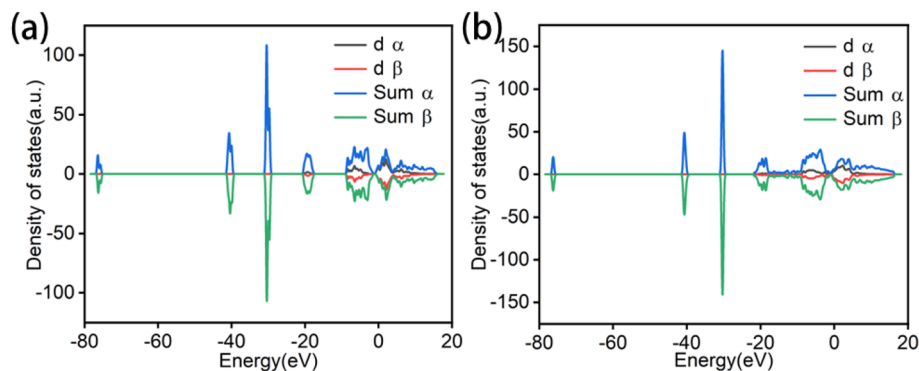 (a)
Density of states(a.u.)
100
50
0
-50
-100
-80
-60
-40
-20
0
20
Energy(eV)
d α
d β
Sum α
Sum β
(b)
Density of states(a.u.)
150
100
50
0
-50
-100
-150
-80
-60
-40
-20
0
20
Energy(eV)
d α
d β
Sum α
Sum β